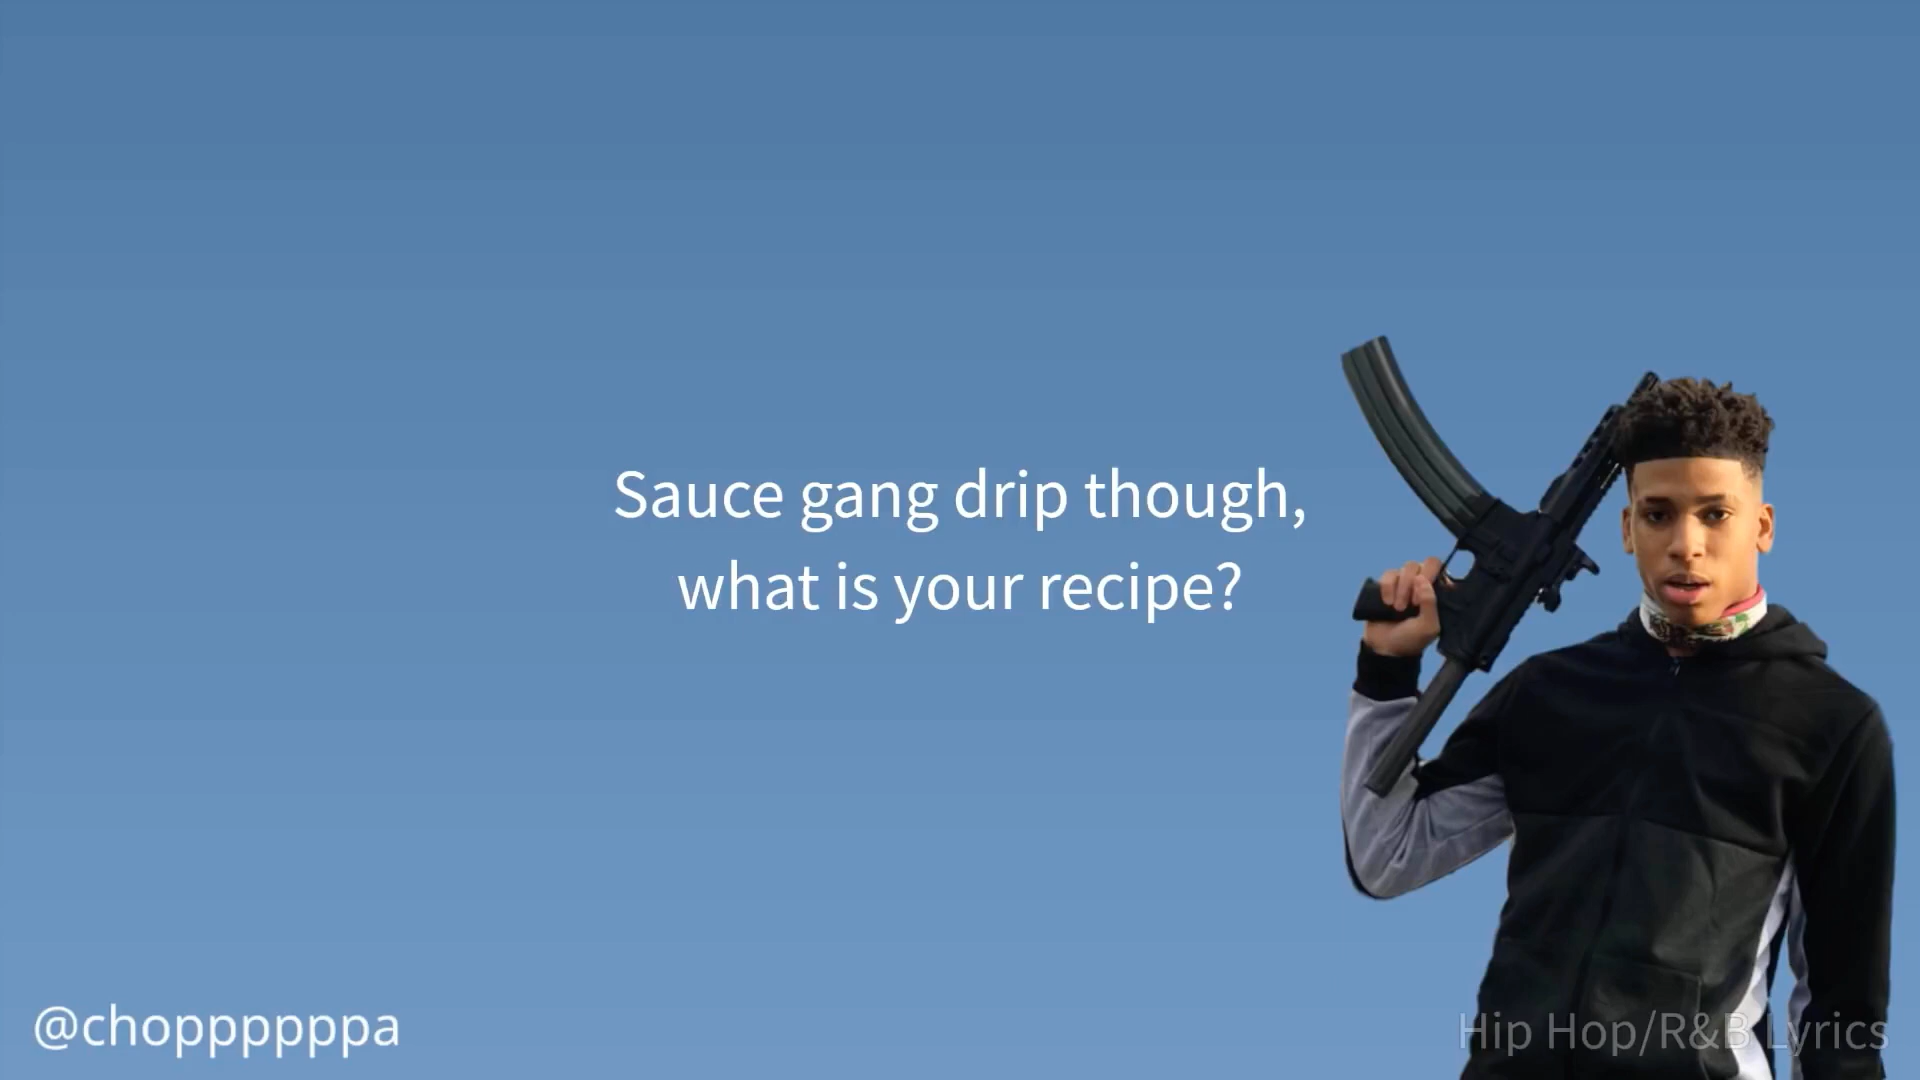 Sauce gang drip though,
what is your recipe?
@choppppppa
Hip Hop/R&B Lyrics